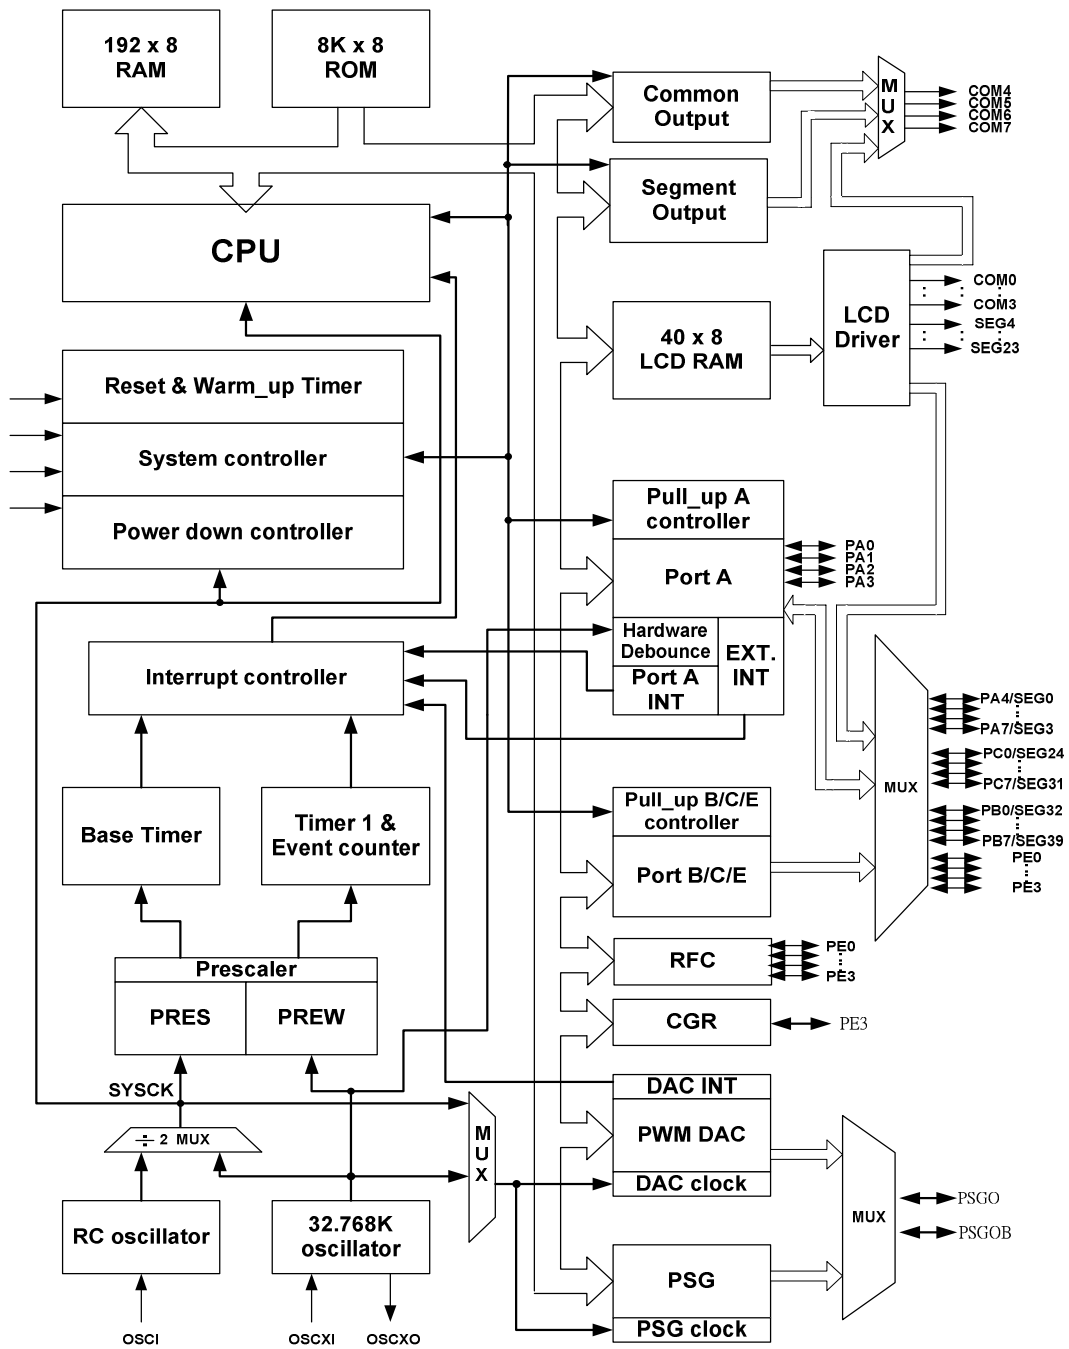 192 x 8
RAM
8K x 8
ROM
Common
Output
M
U
X
COM4
COM5
COM6
COM7
Segment
Output
CPU
LCD
Driver
COM0
COM3
SEG4
SEG23
40 x 8
LCD RAM
Reset & Warm_up Timer
System controller
Power down controller
Pull_up A
controller
Port A
PA0
PA1
PA2
PA3
Hardware
Debounce
Port A
INT
EXT.
INT
Interrupt controller
MUX
PA4/SEG0
PA7/SEG3
PC0/SEG24
PC7/SEG31
PB0/SEG32
PB7/SEG39
PE0
PE3
Base Timer
Timer 1 &
Event counter
Pull_up B/C/E
controller
Port B/C/E
Prescaler
PRES
PREW
RFC
PE0
PE3
CGR
PE3
SYSCK
÷ 2 MUX
M
U
X
DAC INT
PWM DAC
DAC clock
MUX
PSGO
PSGOB
RC oscillator
32.768K
oscillator
PSG
PSG clock
OSCI
OSCXI
OSCXO